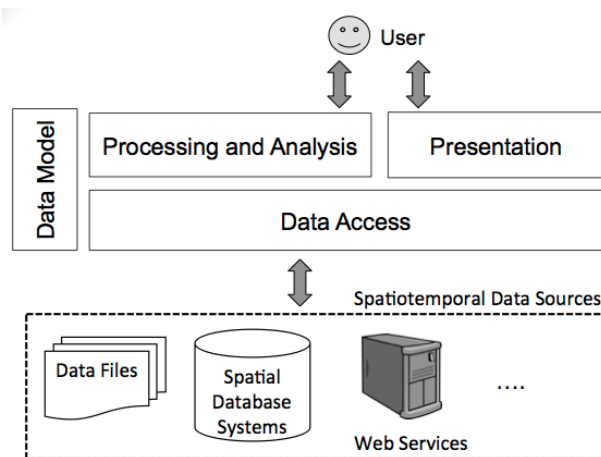 User
Data Model
Processing and Analysis
Presentation
Data Access
Spatiotemporal Data Sources
Data Files
Spatial
Database
Systems
Web Services
....